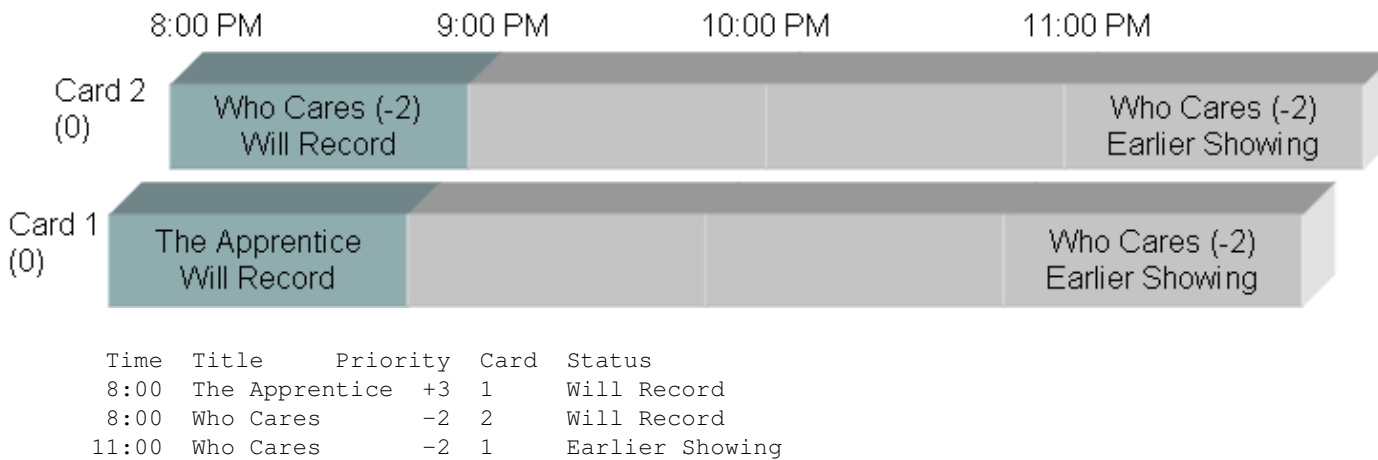 8:00 PM 9:00 PM 10:00 PM 11:00 PM
Card 2
(0)
Who Cares (-2)
Will Record
Who Cares (-2)
Earlier Showing
Card 1
(0)
The Apprentice
Will Record
Who Cares (-2)
Earlier Showing
Time Title Priority Card Status
8:00 The Apprentice +3 1 Will Record
8:00 Who Cares -2 2 Will Record
11:00 Who Cares -2 1 Earlier Showing